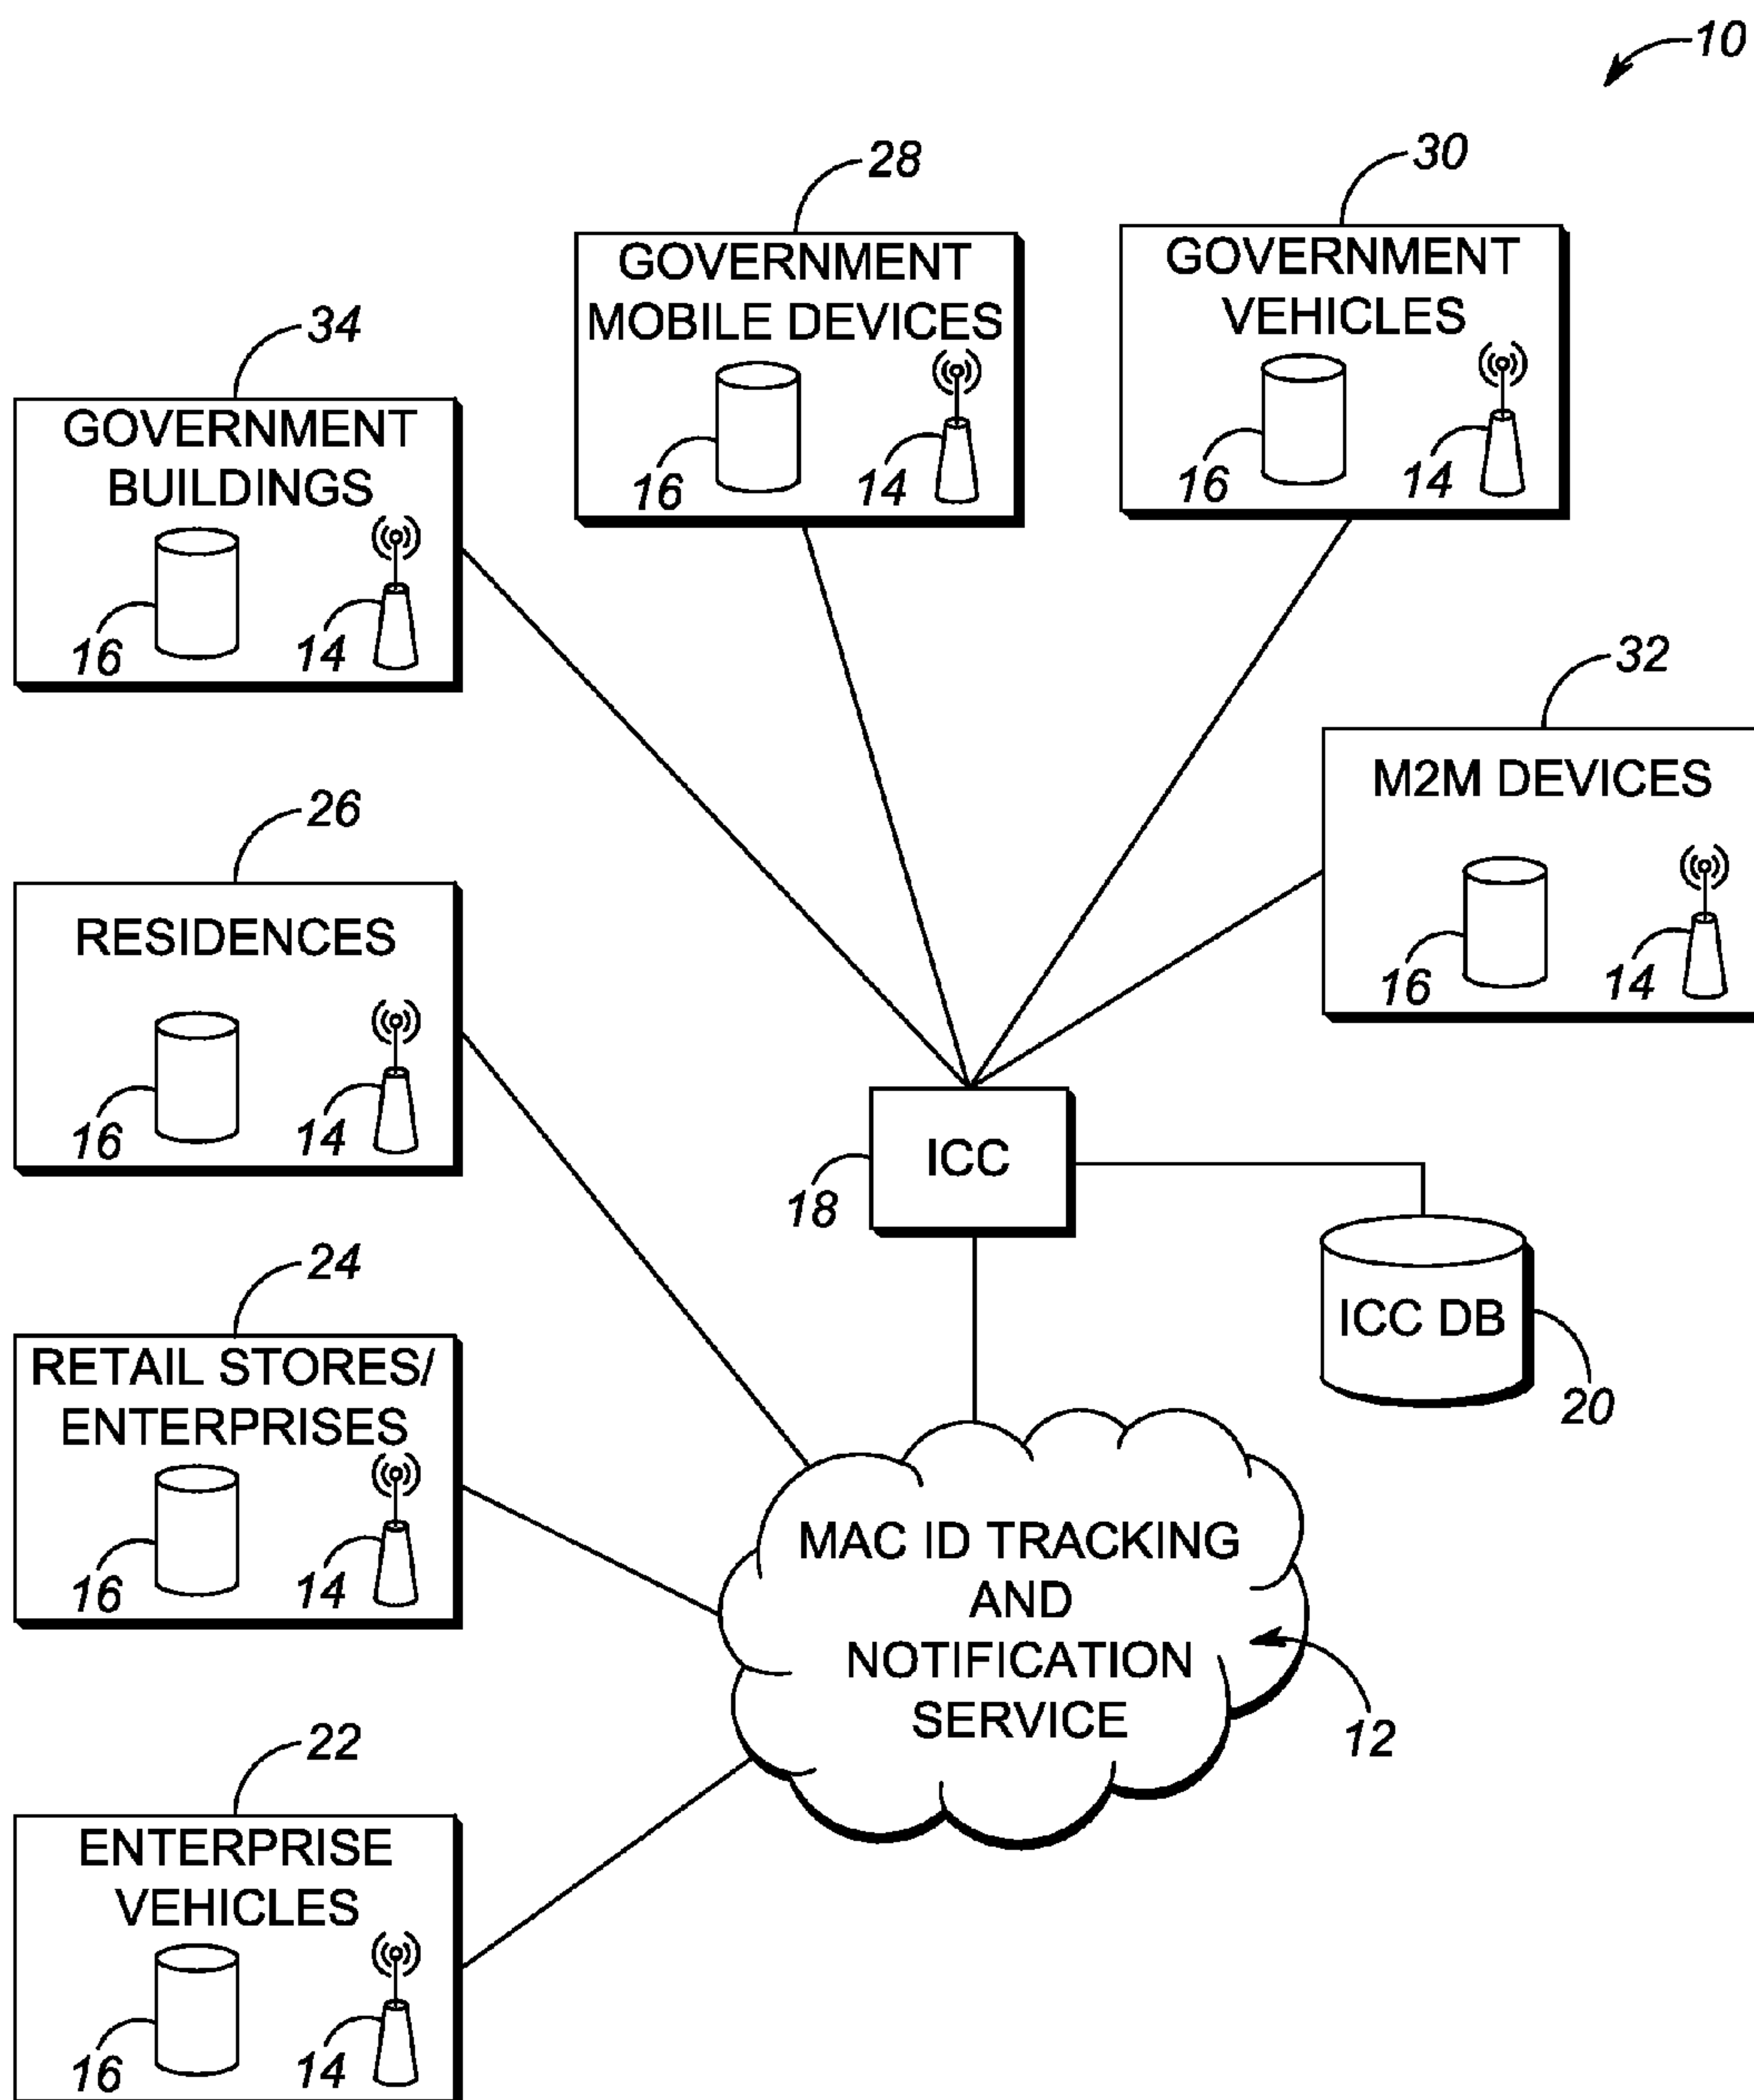 10
28
30
GOVERNMENT
MOBILE DEVICES
16
14
GOVERNMENT
VEHICLES
16
14
34
GOVERNMENT
BUILDINGS
16
14
32
M2M DEVICES
16
14
26
RESIDENCES
16
14
ICC
18
ICC DB
20
24
RETAIL STORES/
ENTERPRISES
16
14
MAC ID TRACKING
AND
NOTIFICATION
SERVICE
12
22
ENTERPRISE
VEHICLES
16
14